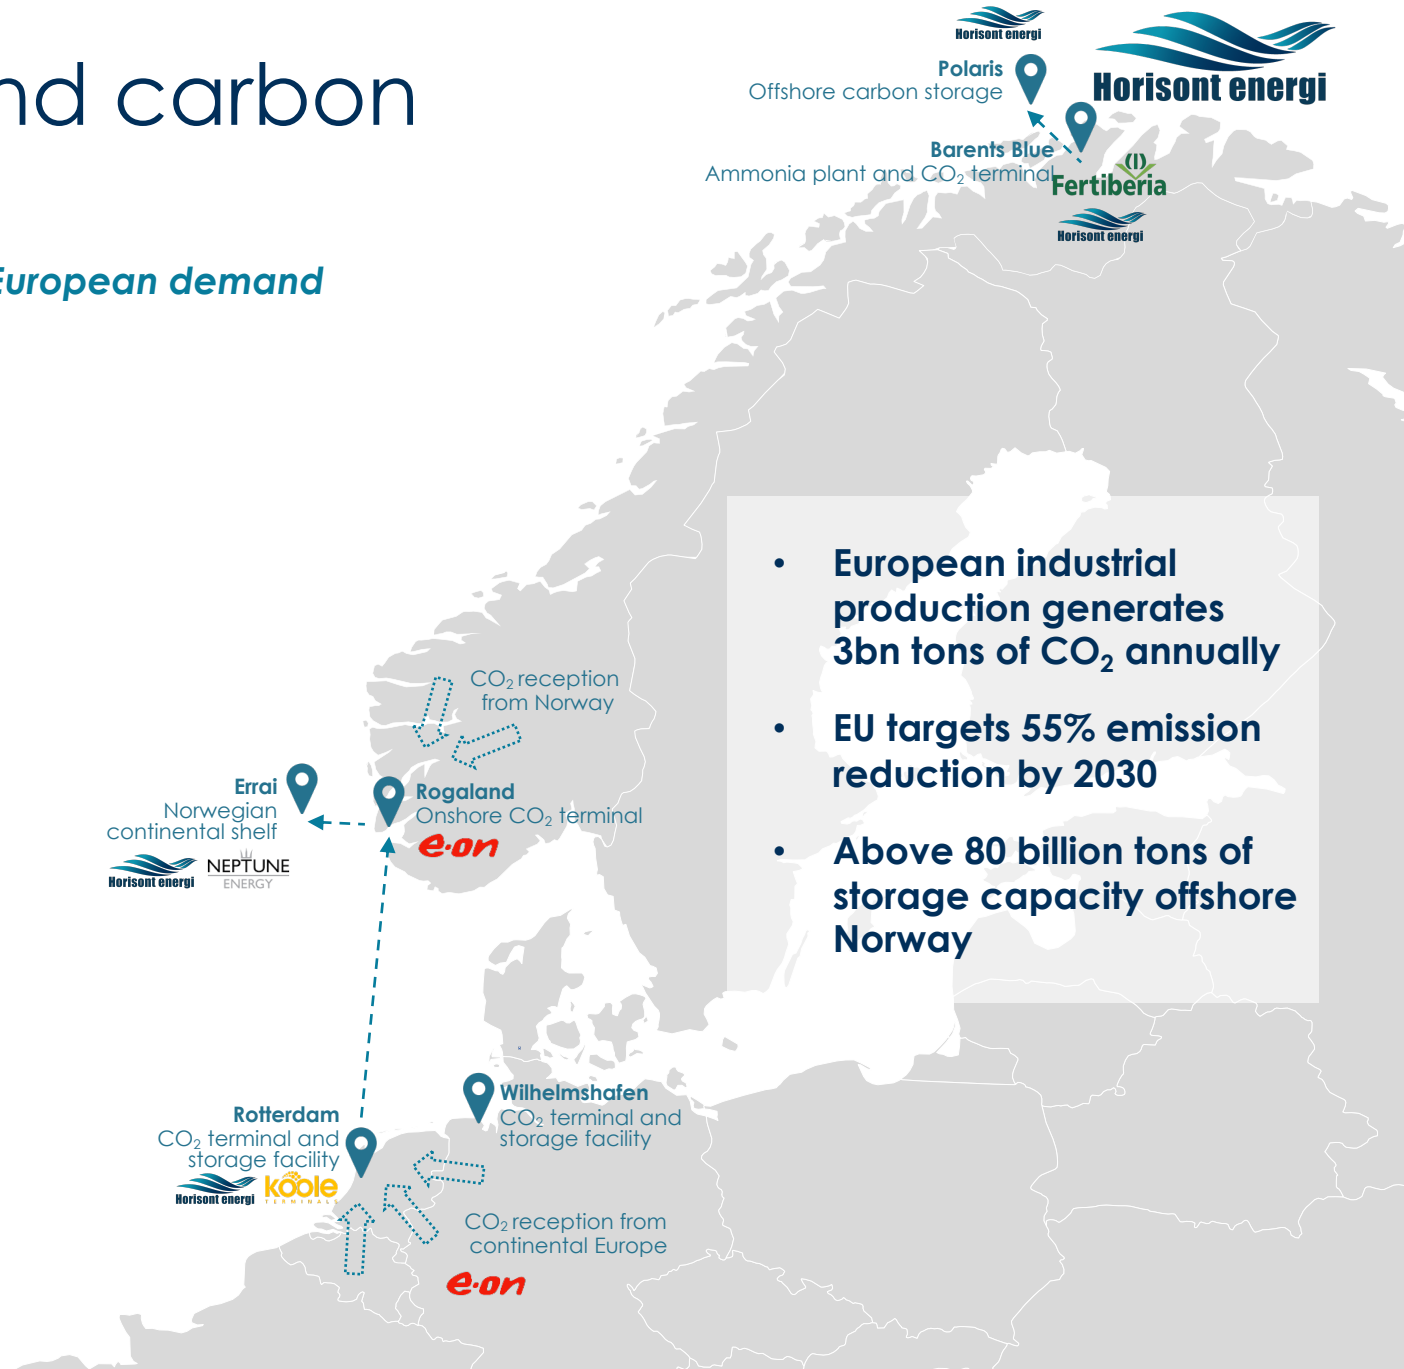 nd carbon
European demand
Horisont energi
Horisont energi
Polaris
Offshore carbon storage
Barents Blue
Ammonia plant and CO₂ terminal
Fertiberia
Horisont energi
• European industrial
production generates
3bn tons of CO₂ annually
• EU targets 55% emission
reduction by 2030
• Above 80 billion tons of
storage capacity offshore
Norway
CO₂ reception
from Norway
Errai
Norwegian
continental shelf
Horisont energi
NEPTUNE
ENERGY
Rogaland
Onshore CO₂ terminal
e·on
Wilhelmshafen
CO₂ terminal and
storage facility
Rotterdam
CO₂ terminal and
storage facility
Horisont energi
koole
TERMINALS
CO₂ reception from
continental Europe
e·on